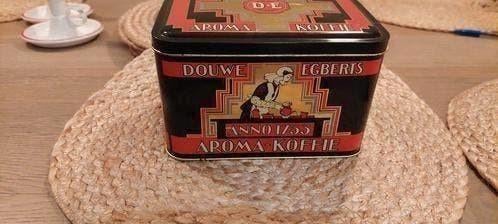 D·E
AROMA KOFFIE
DOUWE EGBERTS
ANNO 1753
AROMA-KOFFIE